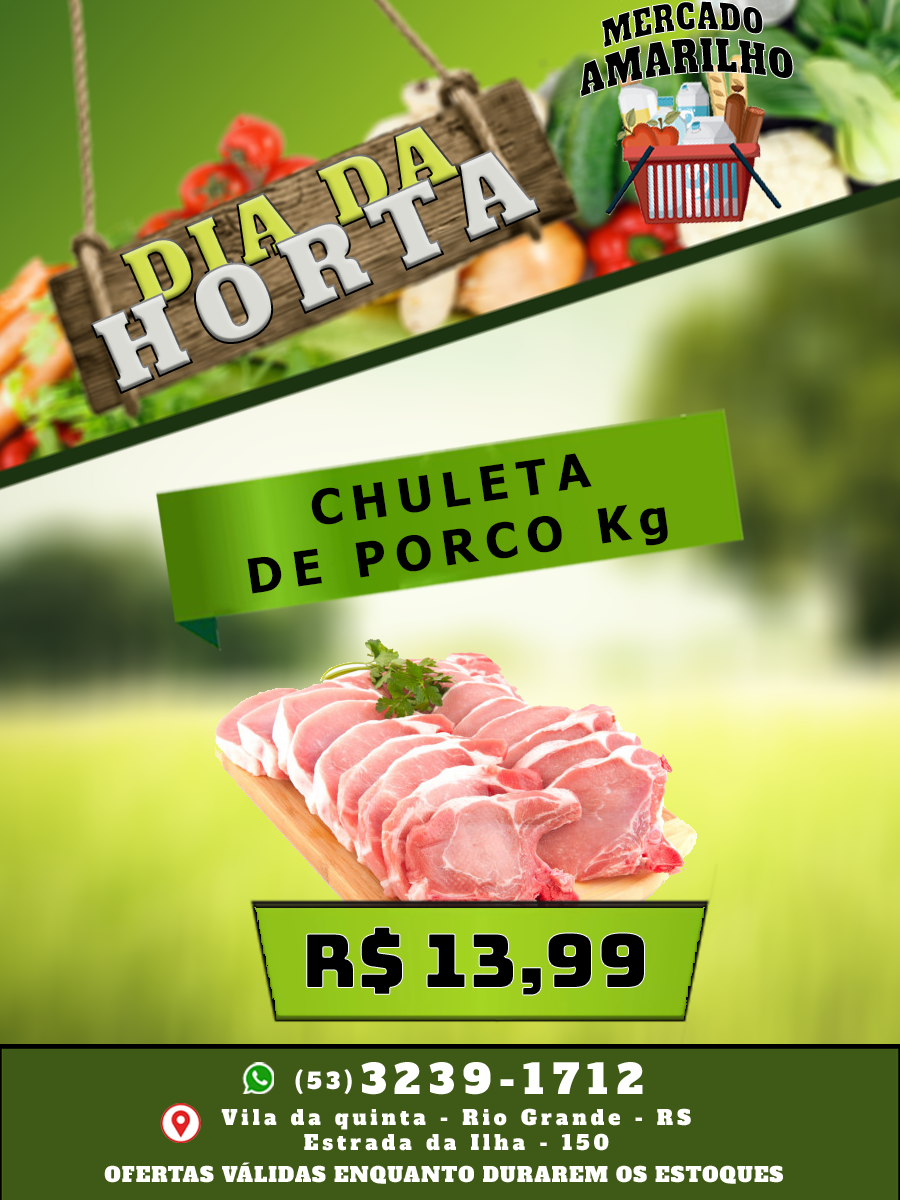 MERCADO
AMARILHO
DIA DA
HORTA
CHULETA
DE PORCO Kg
R$ 13,99
(53)3239-1712
Vila da quinta - Rio Grande - RS
Estrada da Ilha - 150
OFERTAS VÁLIDAS ENQUANTO DURAREM OS ESTOQUES